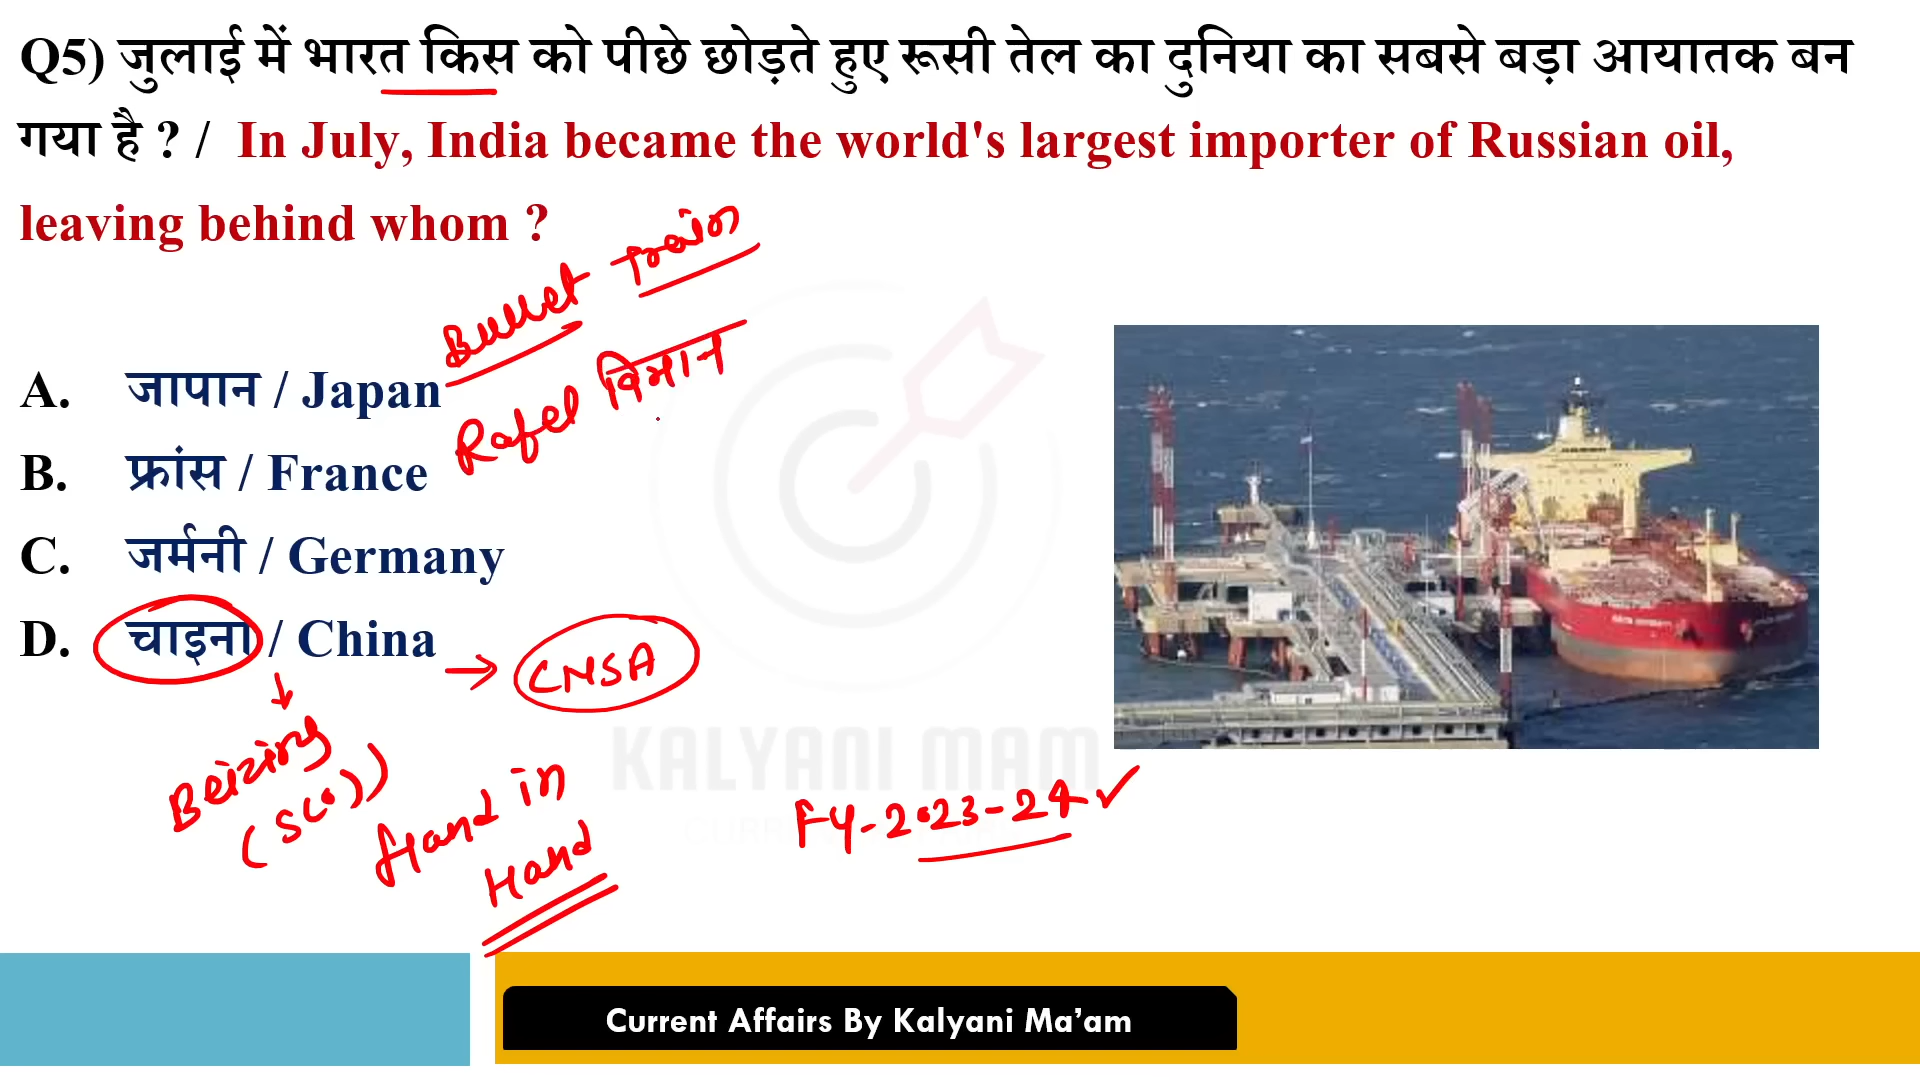 Q5) जुलाई में भारत किस को पीछे छोड़ते हुए रूसी तेल का दुनिया का सबसे बड़ा आयातक बन
गया है ? / In July, India became the world's largest importer of Russian oil,
leaving behind whom ?
Bullet Train
A. जापान / Japan
Rafel विमान
B. फ्रांस / France
C. जर्मनी / Germany
D. चाइना / China → CNSA
Beizing
(SCO)
Hand in
Hand
KALYANI MAM
FY-2023-24 ✓
Current Affairs By Kalyani Ma’am